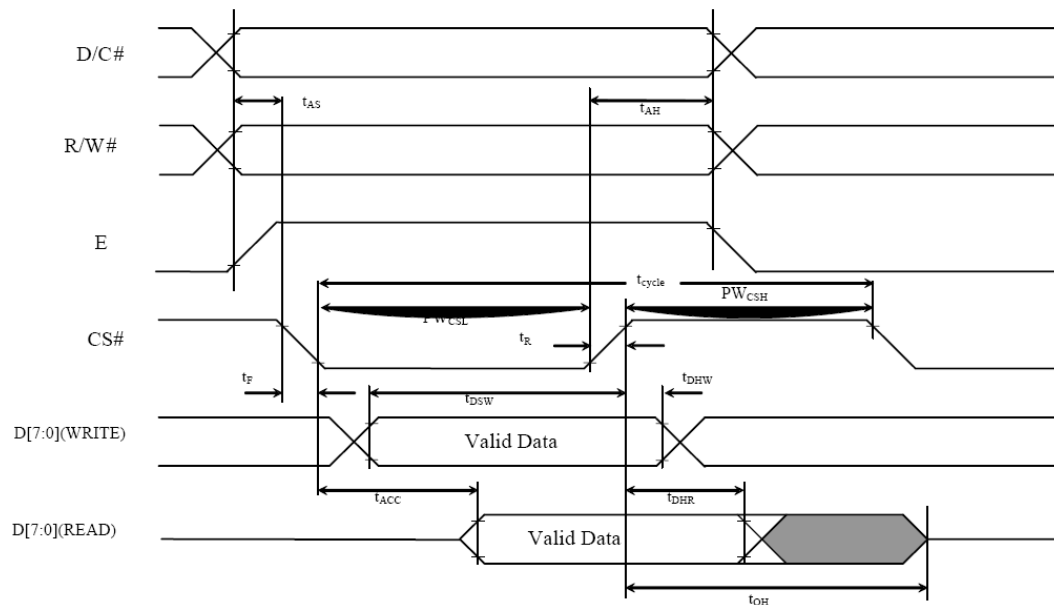 D/C#
tAS
tAH
R/W#
E
tcycle
PWCSH
PWCSL
CS#
tR
tF
tDHW
tDSW
D[7:0](WRITE)
Valid Data
tACC
tDHR
D[7:0](READ)
Valid Data
tOH